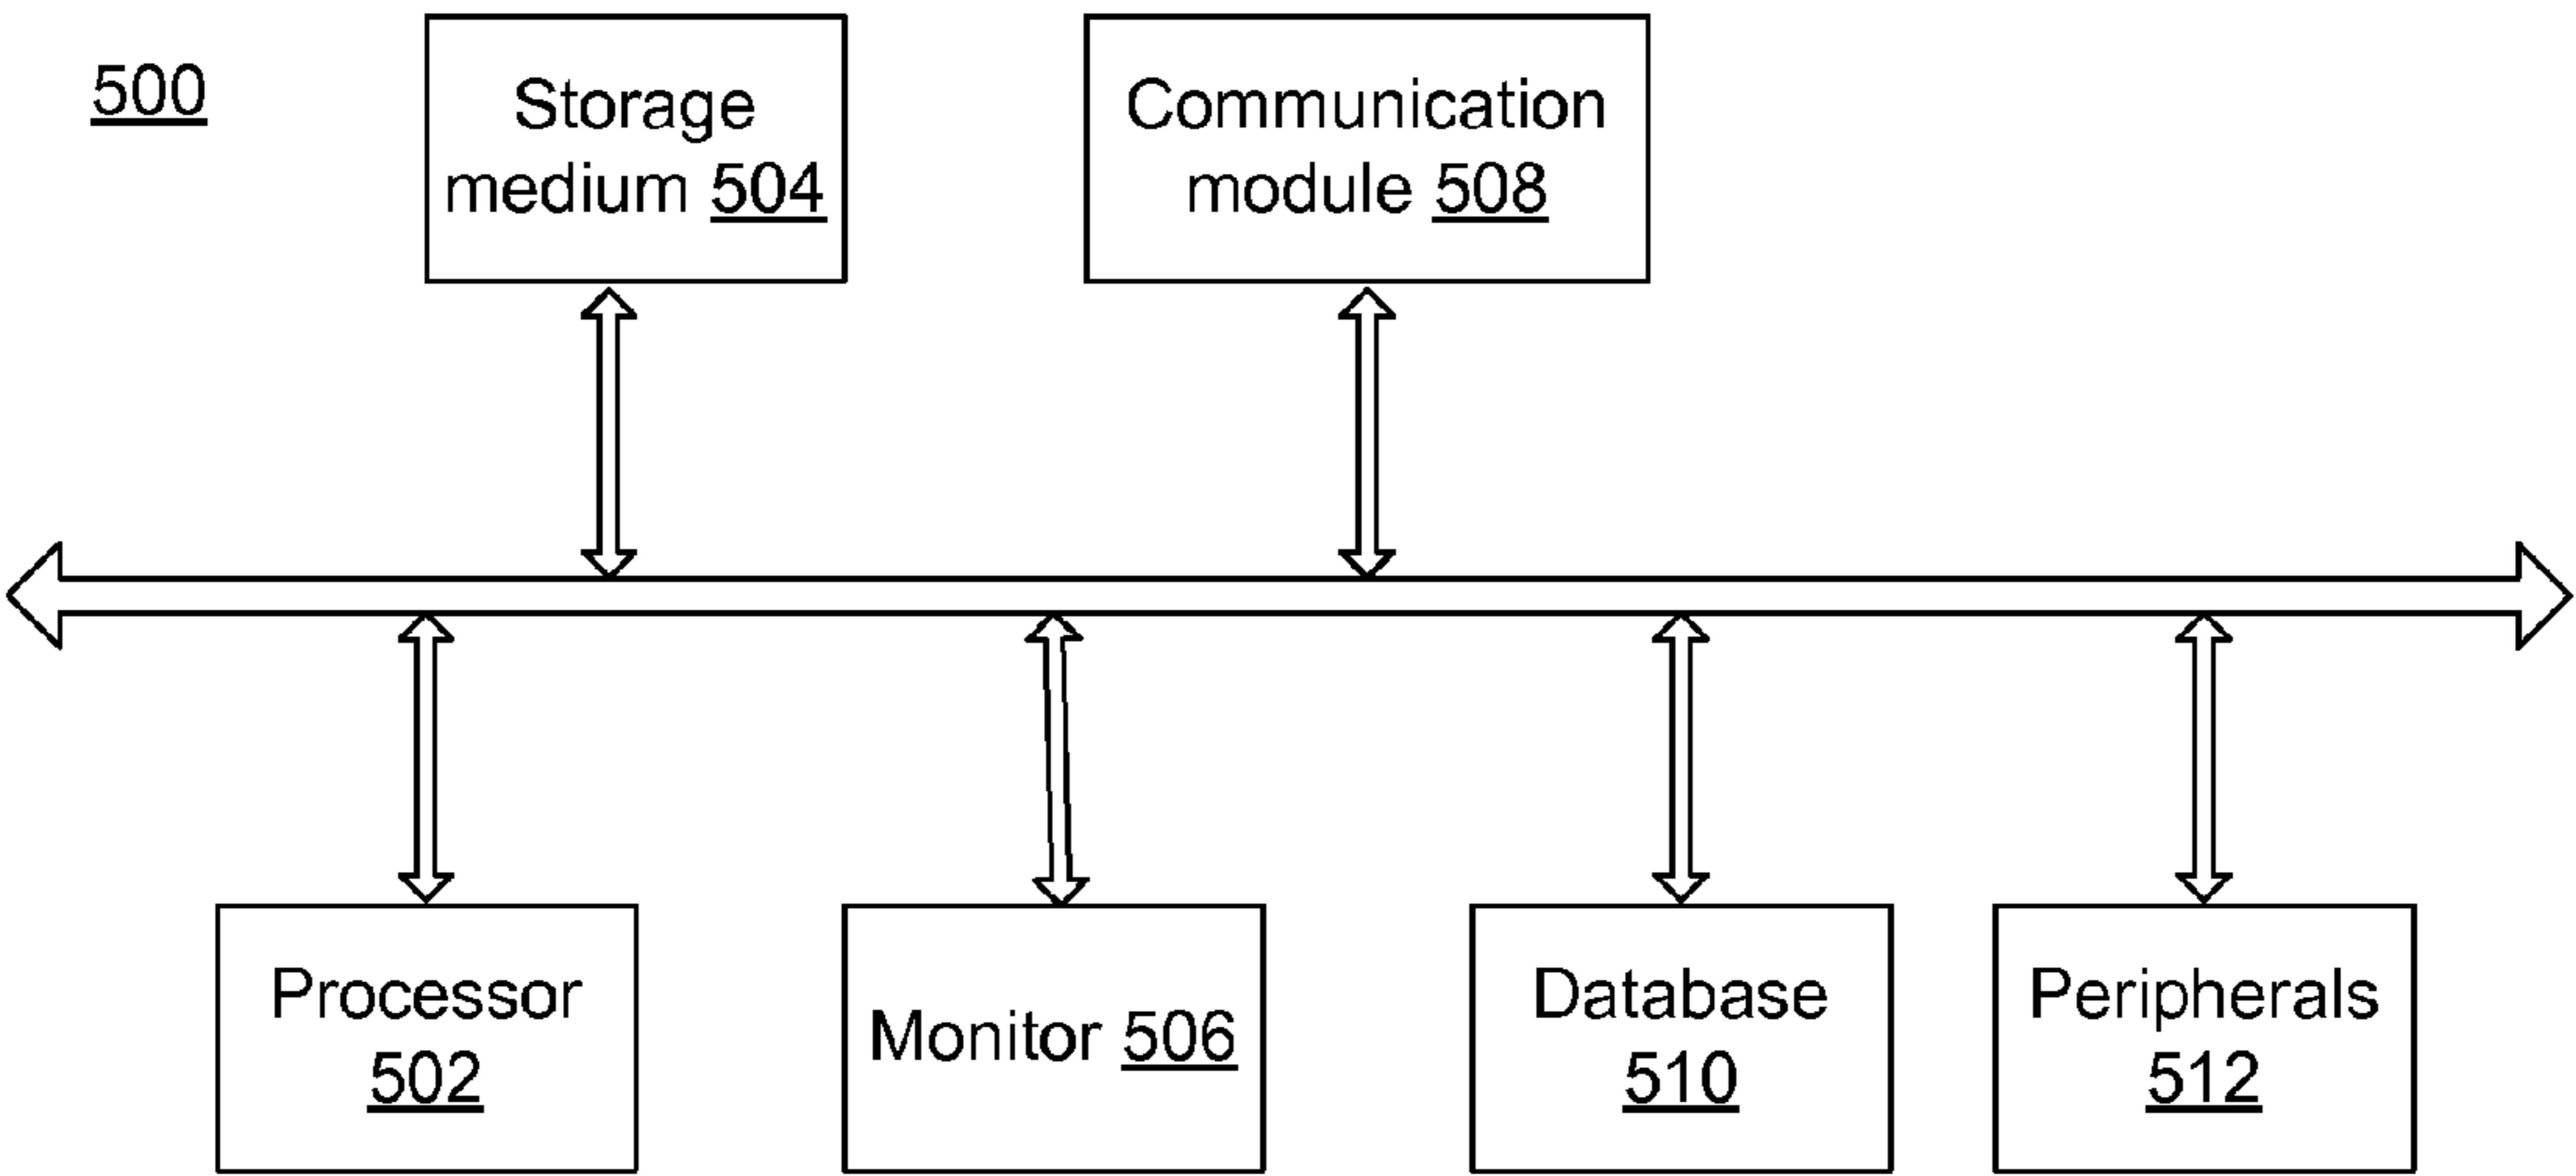 500
Storage
medium 504
Communication
module 508
Processor
502
Monitor 506
Database
510
Peripherals
512